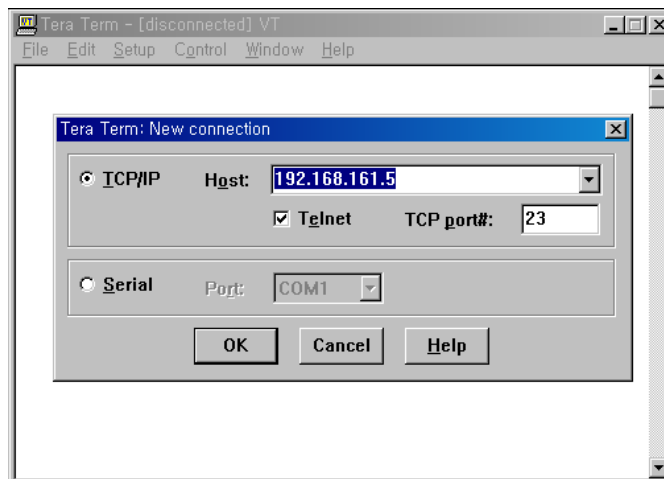 Tera Term - [disconnected] VT
File Edit Setup Control Window Help
Tera Term: New connection
TCP/IP Host: 192.168.161.5
Telnet TCP port#: 23
Serial Port: COM1
OK Cancel Help